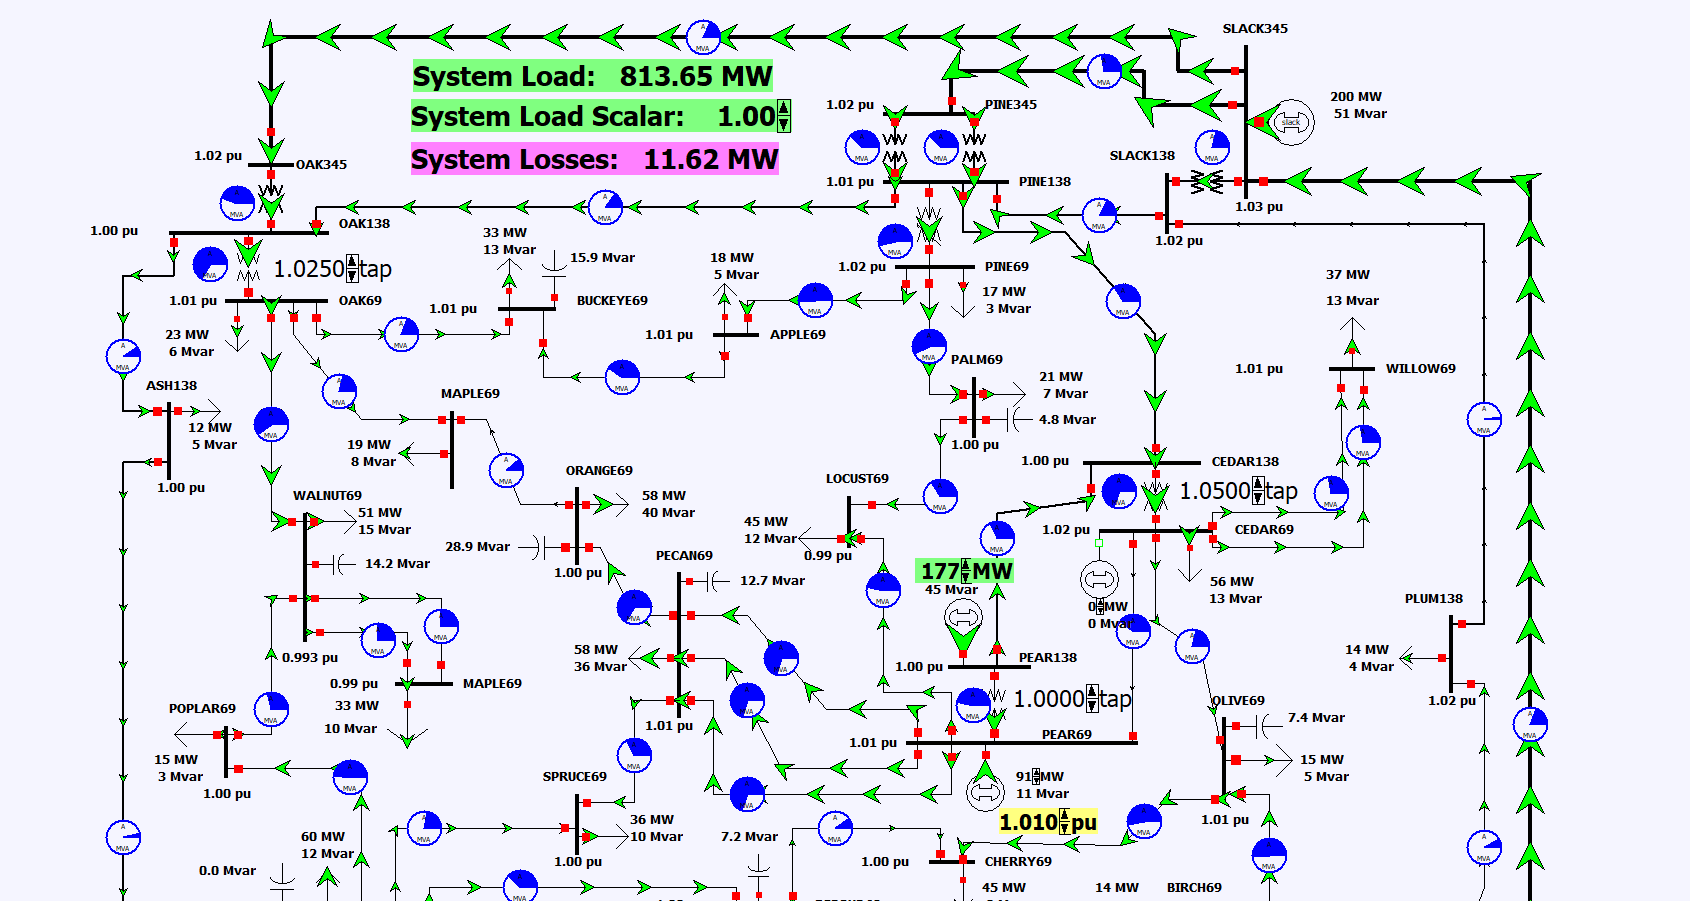 SLACK345
System Load: 813.65 MW
PINE345
1.02 pu
200 MW
51 Mvar
slack
System Load Scalar: 1.00
System Losses: 11.62 MW
1.02 pu
OAK345
SLACK138
1.01 pu
PINE138
1.03 pu
OAK138
1.00 pu
33 MW
13 Mvar
1.02 pu
15.9 Mvar
18 MW
5 Mvar
1.02 pu
PINE69
1.0250 tap
37 MW
13 Mvar
17 MW
3 Mvar
1.01 pu
OAK69
1.01 pu
BUCKEYE69
23 MW
6 Mvar
1.01 pu
APPLE69
PALM69
1.01 pu
WILLOW69
ASH138
MAPLE69
21 MW
7 Mvar
4.8 Mvar
12 MW
5 Mvar
19 MW
8 Mvar
1.00 pu
1.00 pu
ORANGE69
1.00 pu
CEDAR138
LOCUST69
1.0500 tap
WALNUT69
58 MW
40 Mvar
51 MW
15 Mvar
45 MW
12 Mvar
1.02 pu
CEDAR69
28.9 Mvar
PECAN69
0.99 pu
14.2 Mvar
1.00 pu
12.7 Mvar
177 MW
45 Mvar
56 MW
13 Mvar
0 MW
0 Mvar
PLUM138
0.993 pu
58 MW
36 Mvar
1.00 pu
PEAR138
14 MW
4 Mvar
0.99 pu
MAPLE69
33 MW
10 Mvar
1.0000 tap
1.02 pu
POPLAR69
OLIVE69
1.01 pu
7.4 Mvar
1.01 pu
PEAR69
15 MW
3 Mvar
SPRUCE69
91 MW
11 Mvar
15 MW
5 Mvar
1.00 pu
1.010 pu
1.01 pu
36 MW
10 Mvar
60 MW
12 Mvar
7.2 Mvar
1.00 pu
1.00 pu
CHERRY69
0.0 Mvar
45 MW
14 MW
BIRCH69